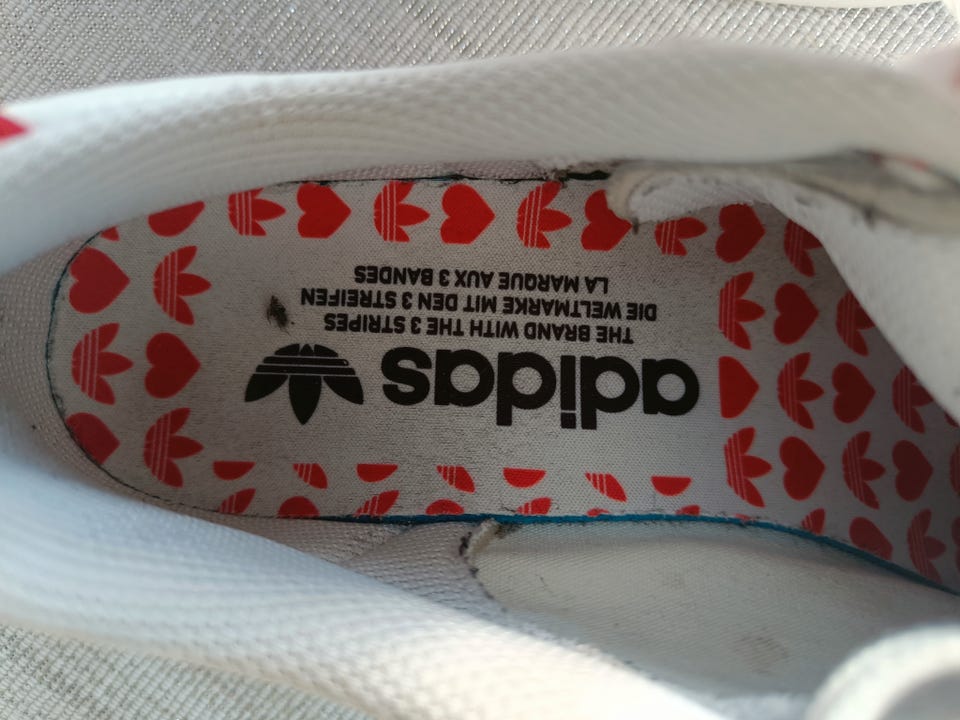 adidas
THE BRAND WITH THE 3 STRIPES
DIE WELTMARKE MIT DEN 3 STREIFEN
LA MARQUE AUX 3 BANDES